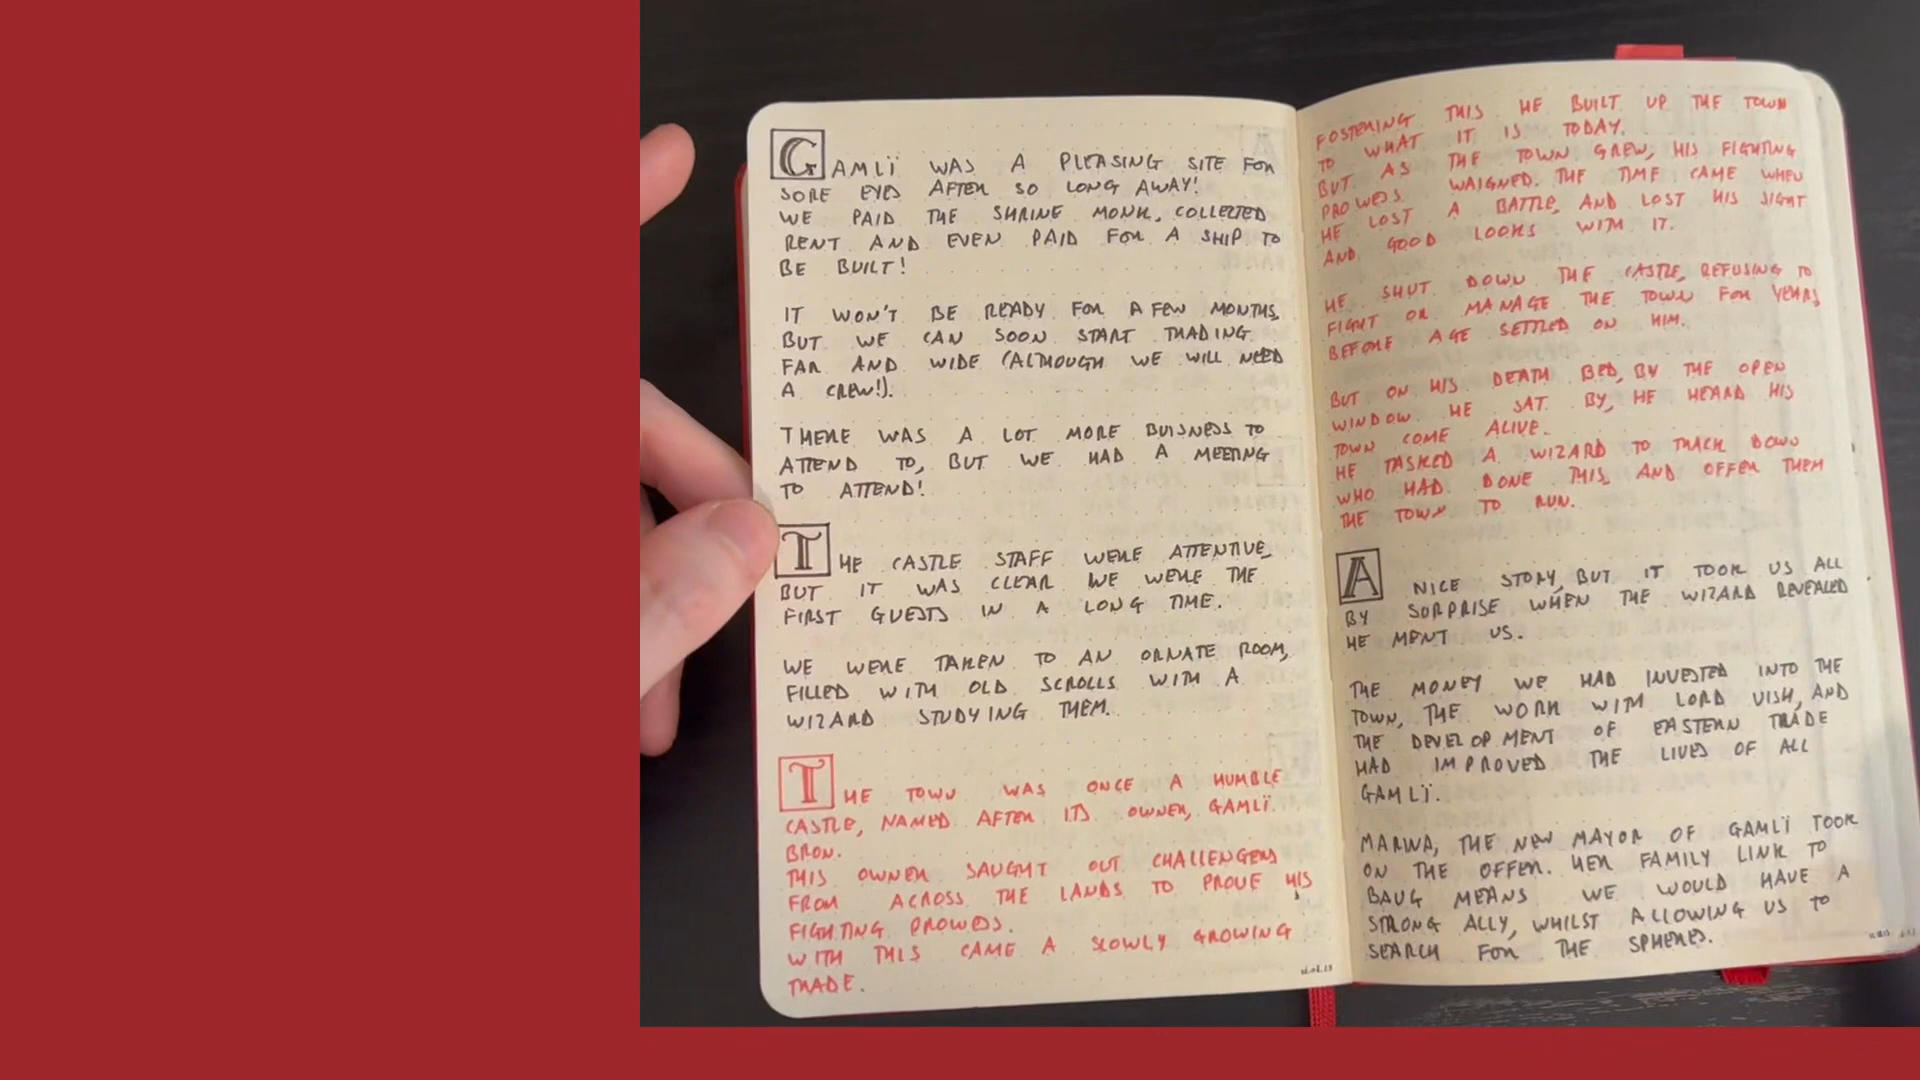 GAMLÏ WAS A PLEASING SITE FOR
SORE EYES AFTER SO LONG AWAY!
WE PAID THE SHRINE MONK, COLLECTED
RENT AND EVEN PAID FOR A SHIP TO
BE BUILT!
IT WON'T BE READY FOR A FEW MONTHS,
BUT WE CAN SOON START TRADING
FAR AND WIDE (ALTHOUGH WE WILL NEED
A CREW!).
THERE WAS A LOT MORE BUISNESS TO
ATTEND TO, BUT WE HAD A MEETING
TO ATTEND!
THE CASTLE STAFF WERE ATTENTIVE,
BUT IT WAS CLEAR WE WERE THE
FIRST GUESTS IN A LONG TIME.
WE WERE TAKEN TO AN ORNATE ROOM,
FILLED WITH OLD SCROLLS WITH A
WIZARD STUDYING THEM.
THE TOWN WAS ONCE A HUMBLE
CASTLE, NAMED AFTER ITS OWNER, GAMLÏ
BRON.
THIS OWNER SAUGHT OUT CHALLENGERS
FROM ACROSS THE LANDS TO PROVE HIS
FIGHTING PROWESS.
WITH THIS CAME A SLOWLY GROWING
TRADE.
FOSTERING THIS HE BUILT UP THE TOWN
TO WHAT IT IS TODAY.
BUT AS THE TOWN GREW, HIS FIGHTING
PROWESS WAIGNED. THE TIME CAME WHEN
HE LOST A BATTLE, AND LOST HIS SIGHT
AND GOOD LOOKS WITH IT.
HE SHUT DOWN THE CASTLE, REFUSING TO
FIGHT OR MANAGE THE TOWN FOR YEARS
BEFORE AGE SETTLED ON HIM.
BUT ON HIS DEATH BED, BY THE OPEN
WINDOW HE SAT BY, HE HEARD HIS
TOWN COME ALIVE.
HE TASKED A WIZARD TO TRACK DOWN
WHO HAD DONE THIS, AND OFFER THEM
THE TOWN TO RUN.
A NICE STORY, BUT IT TOOK US ALL
BY SORPRISE WHEN THE WIZARD REVEALED
HE MENT US.
THE MONEY WE HAD INVESTED INTO THE
TOWN, THE WORK WITH LORD VISH, AND
THE DEVELOPMENT OF EASTERN TRADE
HAD IMPROVED THE LIVES OF ALL
GAMLÏ.
MARINA, THE NEW MAYOR OF GAMLÏ TOOK
ON THE OFFER. HER FAMILY LINK TO
BAUG MEANS WE WOULD HAVE A
STRONG ALLY, WHILST ALLOWING US TO
SEARCH FOR THE SPHERES.